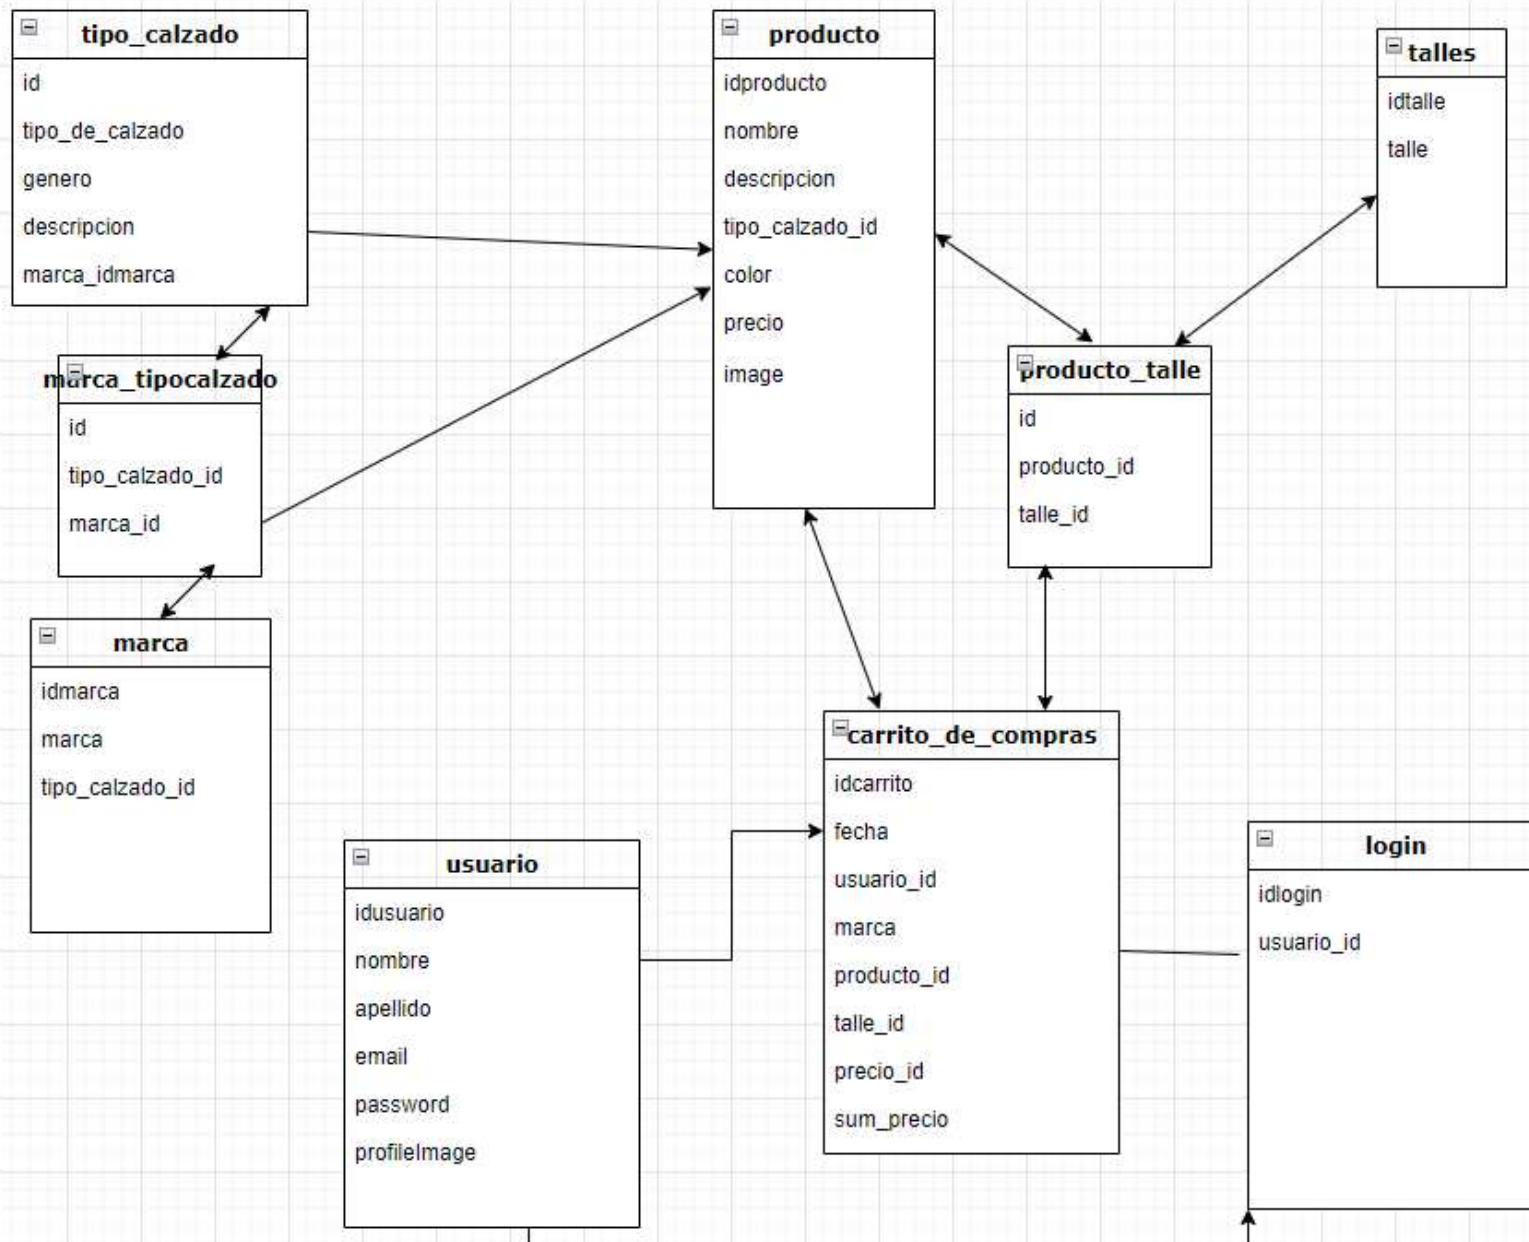 tipo_calzado
id
tipo_de_calzado
genero
descripcion
marca_idmarca
marca_tipocalzado
id
tipo_calzado_id
marca_id
marca
idmarca
marca
tipo_calzado_id
producto
idproducto
nombre
descripcion
tipo_calzado_id
color
precio
image
talles
idtalle
talle
producto_talle
id
producto_id
talle_id
usuario
idusuario
nombre
apellido
email
password
profileImage
carrito_de_compras
idcarrito
fecha
usuario_id
marca
producto_id
talle_id
precio_id
sum_precio
login
idlogin
usuario_id